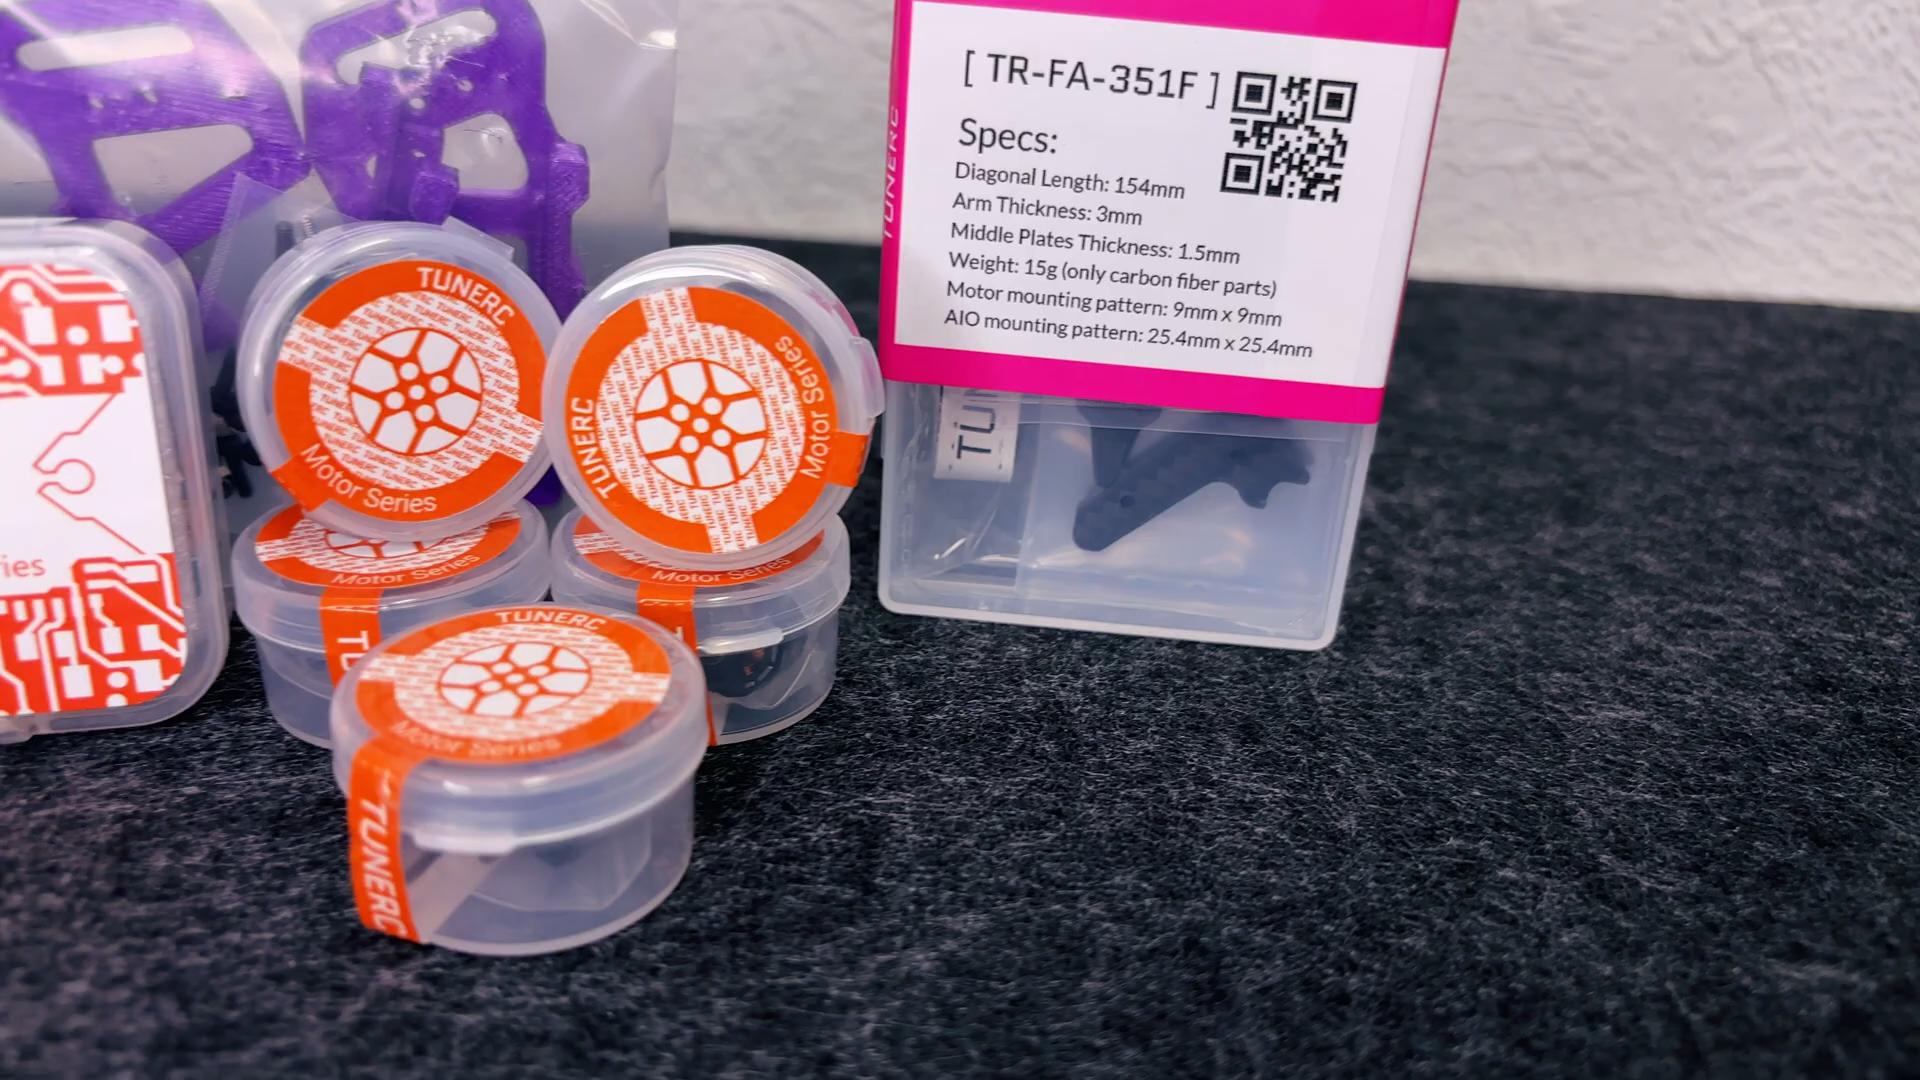 [ TR-FA-351F ]
Specs:
Diagonal Length: 154mm
Arm Thickness: 3mm
Middle Plates Thickness: 1.5mm
Weight: 15g (only carbon fiber parts)
Motor mounting pattern: 9mm x 9mm
AIO mounting pattern: 25.4mm x 25.4mm
TUNERC
TUN
TUNERC
Motor Series
TUNERC
Motor Series
Motor Series
TU
Motor Series
TUNERC
Motor Series
TUNERC
ries